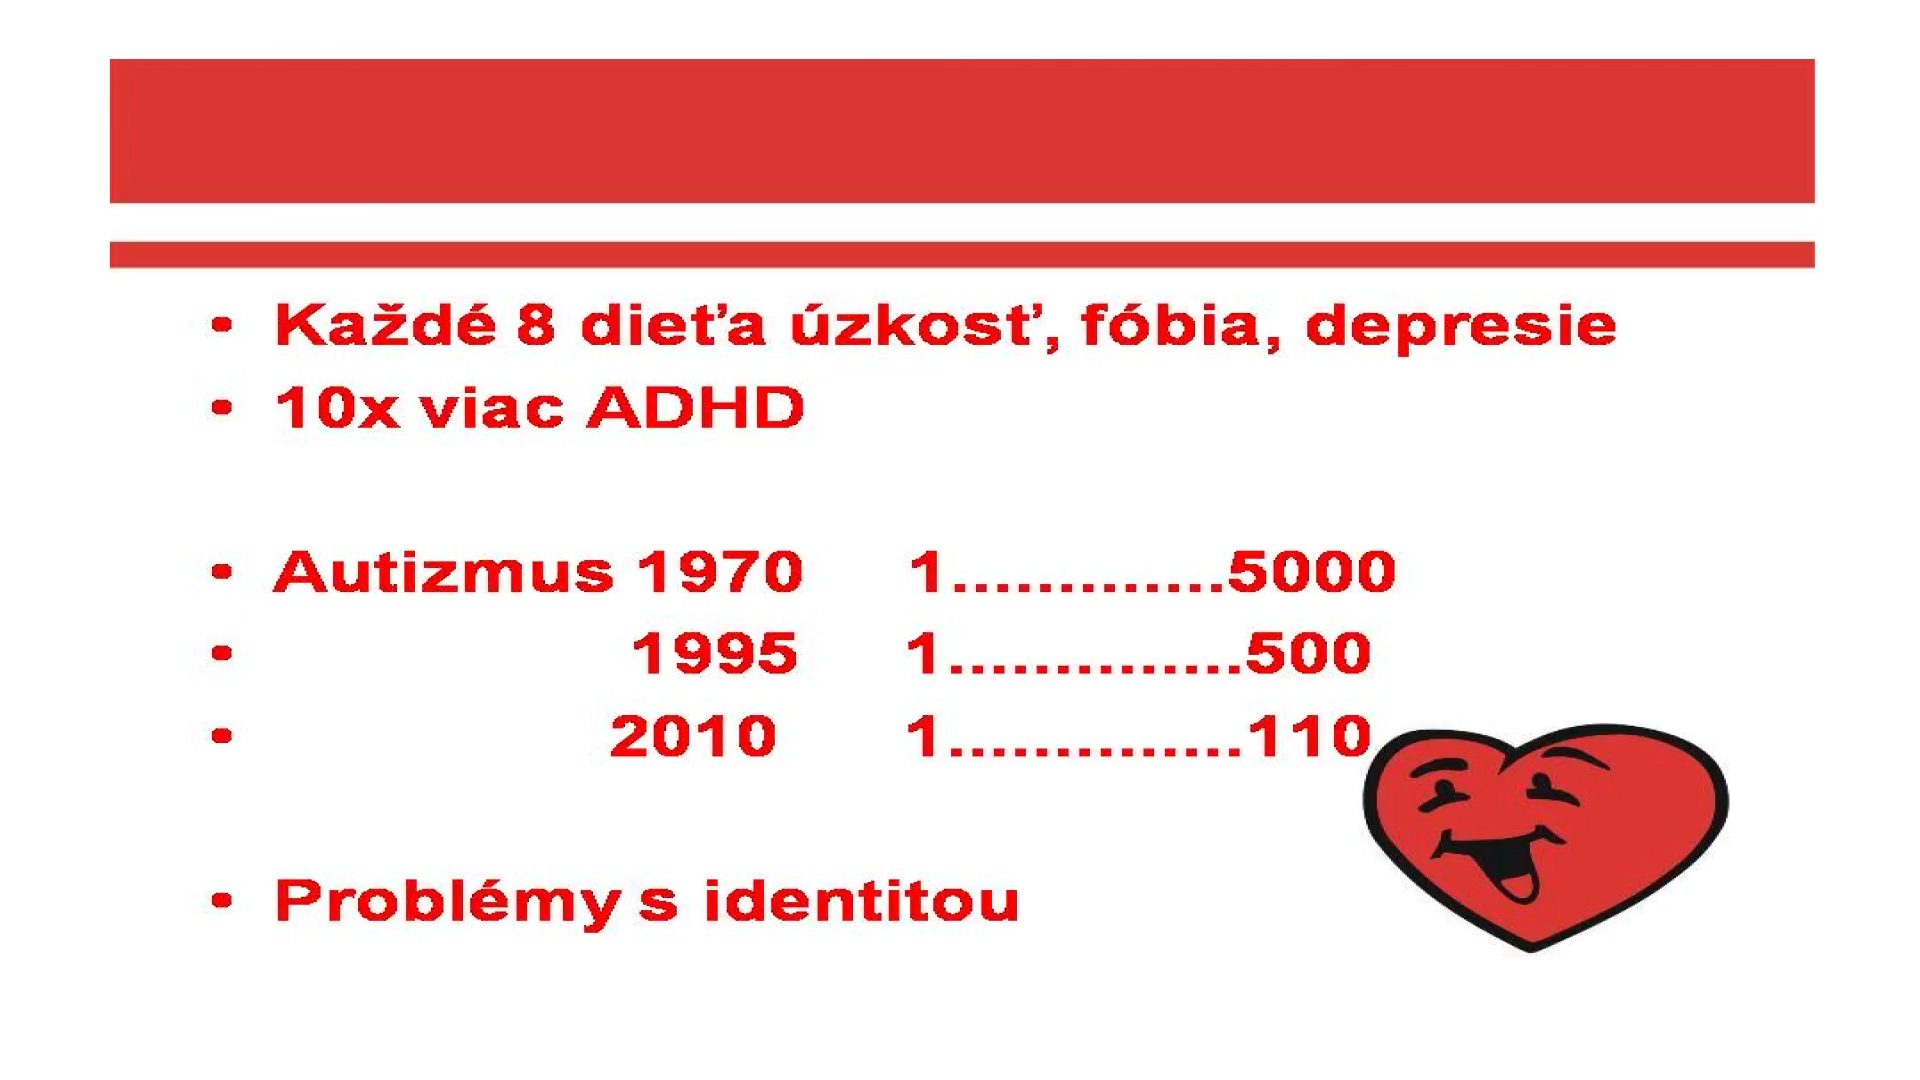 • Každé 8 dieťa úzkosť, fóbia, depresie
• 10x viac ADHD
• Autizmus 1970 1.............5000
• 1995 1..............500
• 2010 1..............110
• Problémy s identitou